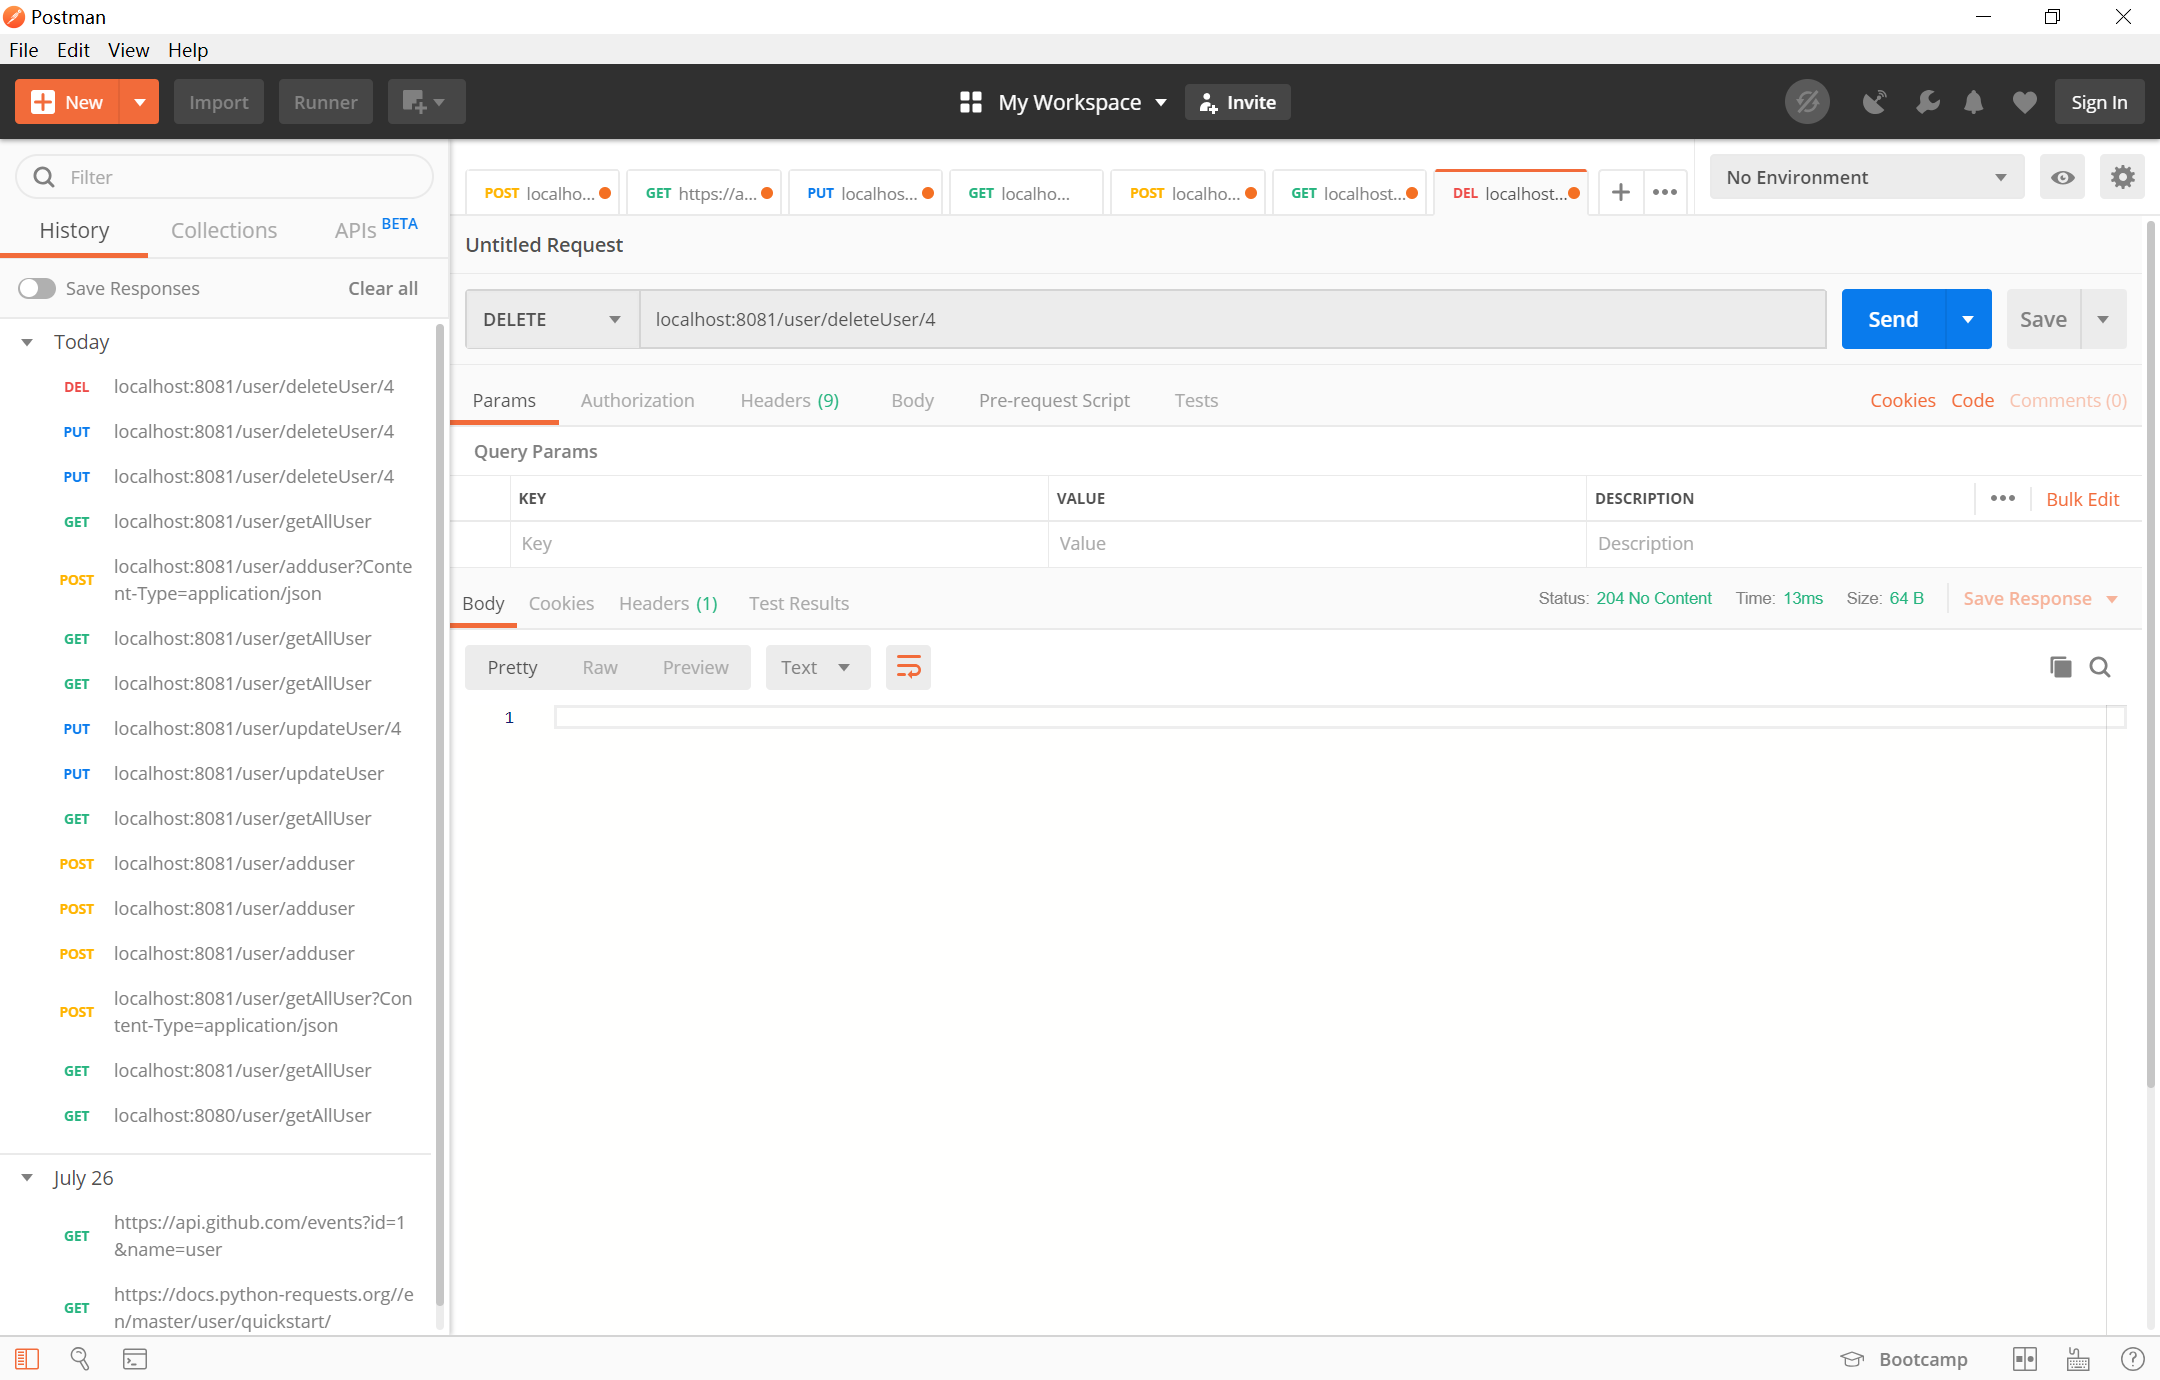 Postman
File Edit View Help
New Import Runner My Workspace Invite Sign In
Filter
History Collections APIs BETA
Save Responses Clear all
Today
DEL localhost:8081/user/deleteUser/4
PUT localhost:8081/user/deleteUser/4
PUT localhost:8081/user/deleteUser/4
GET localhost:8081/user/getAllUser
POST localhost:8081/user/adduser?Conte
nt-Type=application/json
GET localhost:8081/user/getAllUser
GET localhost:8081/user/getAllUser
PUT localhost:8081/user/updateUser/4
PUT localhost:8081/user/updateUser
GET localhost:8081/user/getAllUser
POST localhost:8081/user/adduser
POST localhost:8081/user/adduser
POST localhost:8081/user/adduser
POST localhost:8081/user/getAllUser?Con
tent-Type=application/json
GET localhost:8081/user/getAllUser
GET localhost:8080/user/getAllUser
July 26
GET https://api.github.com/events?id=1
&name=user
GET https://docs.python-requests.org//e
n/master/user/quickstart/
POST localho... GET https://a... PUT localhos... GET localho... POST localho... GET localhost... DEL localhost...
No Environment
Untitled Request
DELETE localhost:8081/user/deleteUser/4 Send Save
Params Authorization Headers (9) Body Pre-request Script Tests Cookies Code Comments (0)
Query Params
KEY VALUE DESCRIPTION Bulk Edit
Key Value Description
Body Cookies Headers (1) Test Results Status: 204 No Content Time: 13ms Size: 64 B Save Response
Pretty Raw Preview Text
1
Bootcamp